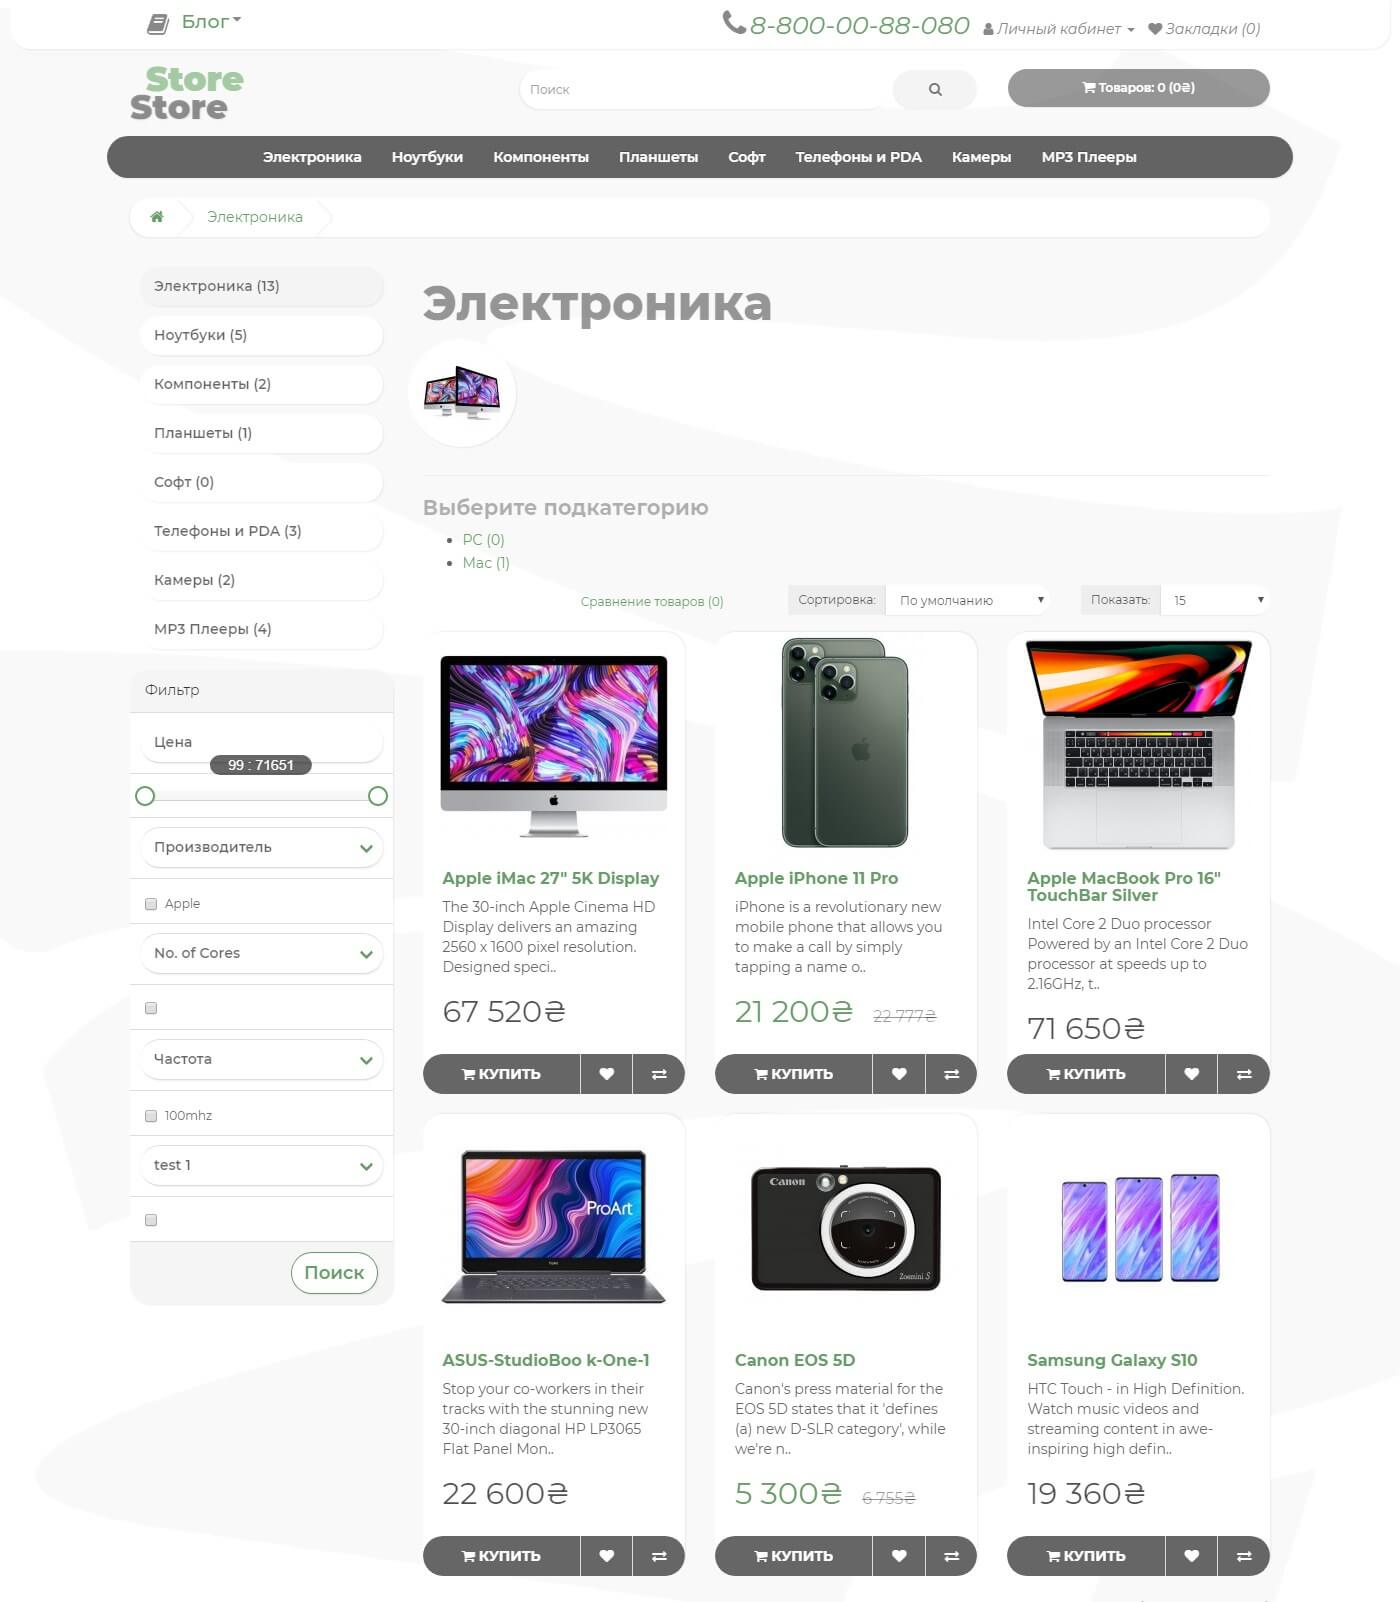 Блог
8-800-00-88-080
Личный кабинет
Закладки (0)
Store
Store
Поиск
Товаров: 0 (0₴)
Электроника
Ноутбуки
Компоненты
Планшеты
Софт
Телефоны и PDA
Камеры
MP3 Плееры
Электроника
Электроника (13)
Ноутбуки (5)
Компоненты (2)
Планшеты (1)
Софт (0)
Телефоны и PDA (3)
Камеры (2)
MP3 Плееры (4)
Фильтр
Цена
99 : 71651
Производитель
Apple
No. of Cores
Частота
100mhz
test 1
Поиск
Электроника
Выберите подкатегорию
PC (0)
Mac (1)
Сравнение товаров (0)
Сортировка:
По умолчанию
Показать:
15
Apple iMac 27" 5K Display
The 30-inch Apple Cinema HD
Display delivers an amazing
2560 x 1600 pixel resolution.
Designed speci..
67 520₴
КУПИТЬ
Apple iPhone 11 Pro
iPhone is a revolutionary new
mobile phone that allows you
to make a call by simply
tapping a name o..
21 200₴ 22 777₴
КУПИТЬ
Apple MacBook Pro 16"
TouchBar Silver
Intel Core 2 Duo processor
Powered by an Intel Core 2 Duo
processor at speeds up to
2.16GHz, t..
71 650₴
КУПИТЬ
ProArt
ASUS-StudioBoo k-One-1
Stop your co-workers in their
tracks with the stunning new
30-inch diagonal HP LP3065
Flat Panel Mon..
22 600₴
КУПИТЬ
Canon
Zoemini S
Canon EOS 5D
Canon's press material for the
EOS 5D states that it 'defines
(a) new D-SLR category', while
we're n..
5 300₴ 6 755₴
КУПИТЬ
Samsung Galaxy S10
HTC Touch - in High Definition.
Watch music videos and
streaming content in awe-
inspiring high defin..
19 360₴
КУПИТЬ